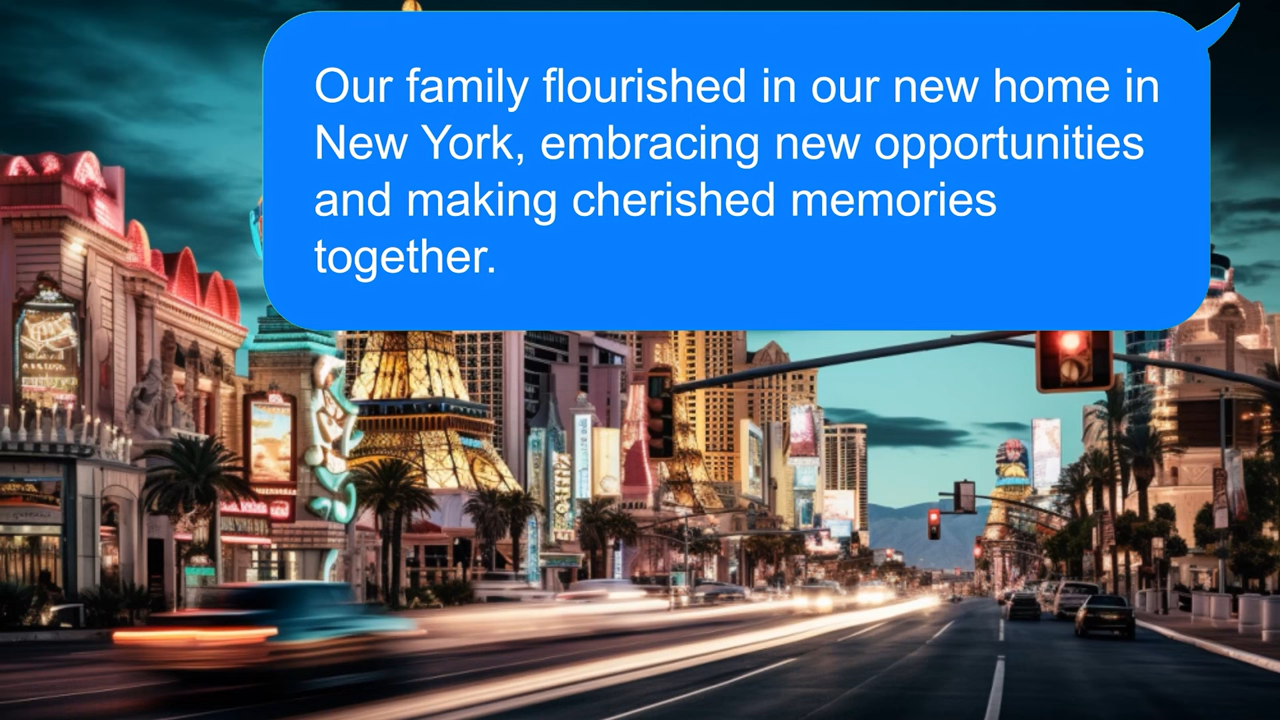 Our family flourished in our new home in
New York, embracing new opportunities
and making cherished memories
together.